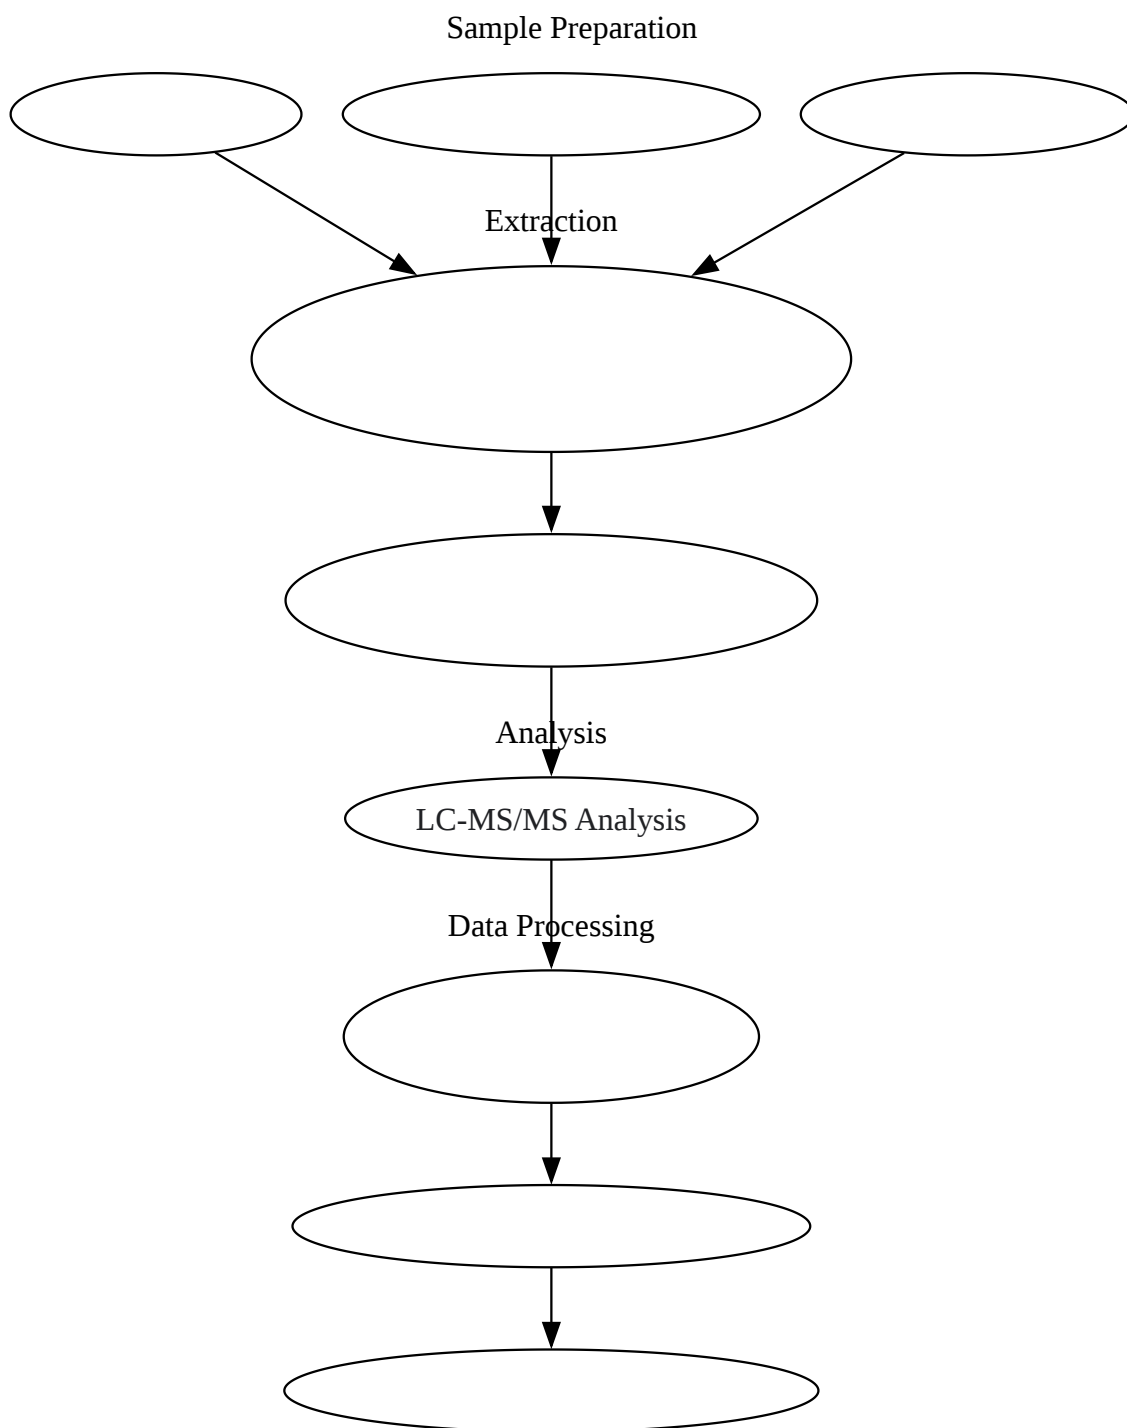 Sample Preparation
Extraction
Analysis
LC-MS/MS Analysis
Data Processing